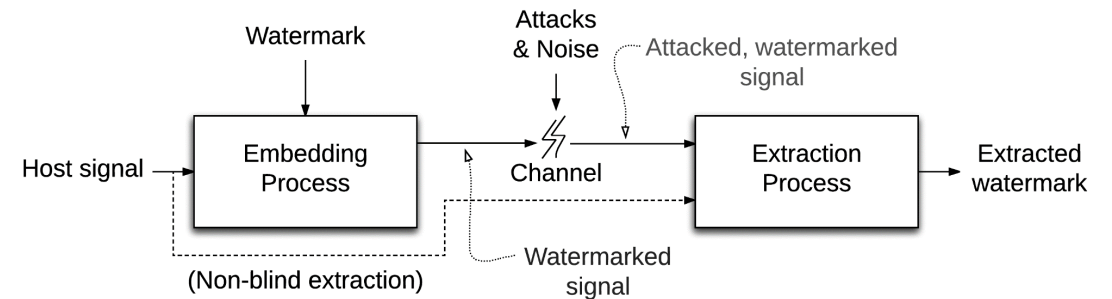 Watermark
Attacks
& Noise
Attacked, watermarked
signal
Host signal
Embedding
Process
Channel
Extraction
Process
Extracted
watermark
(Non-blind extraction)
Watermarked
signal